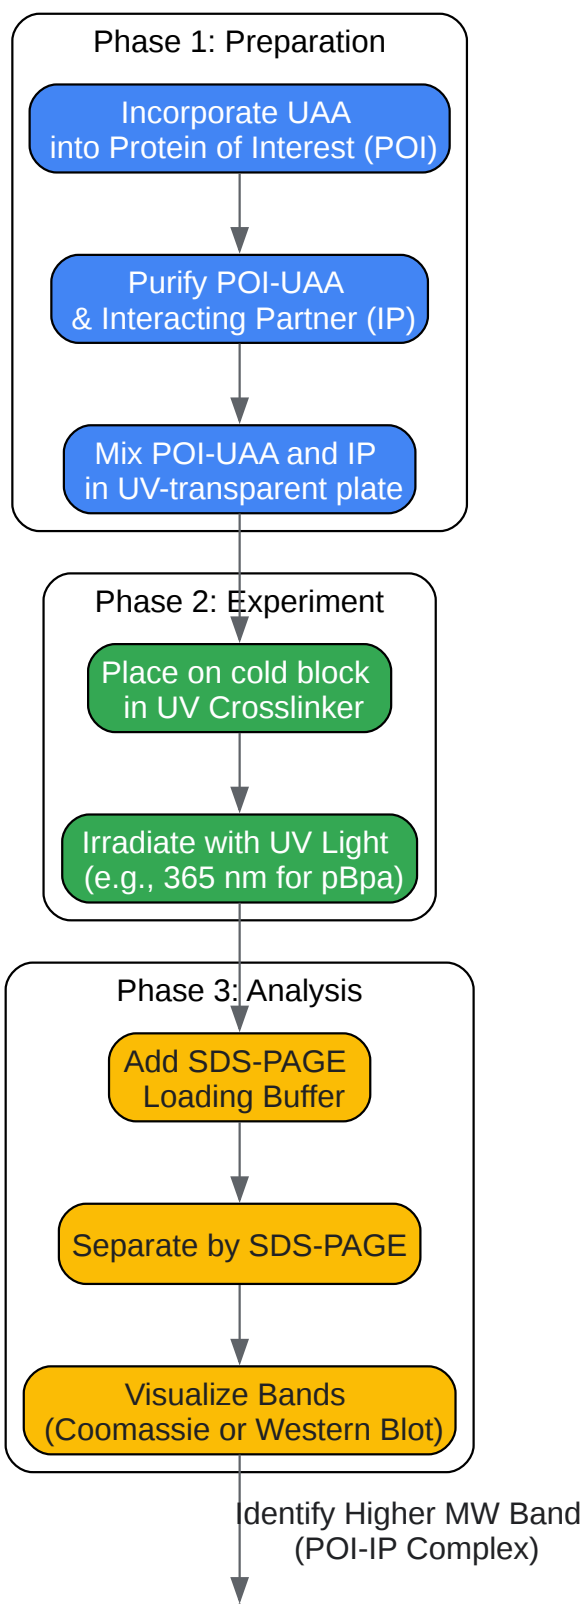 Phase 1: Preparation
Incorporate UAA
into Protein of Interest (POI)
Purify POI-UAA
& Interacting Partner (IP)
Mix POI-UAA and IP
in UV-transparent plate
Phase 2: Experiment
Place on cold block
in UV Crosslinker
Irradiate with UV Light
(e.g., 365 nm for pBpa)
Phase 3: Analysis
Add SDS-PAGE
Loading Buffer
Separate by SDS-PAGE
Visualize Bands
(Coomassie or Western Blot)
Identify Higher MW Band
(POI-IP Complex)